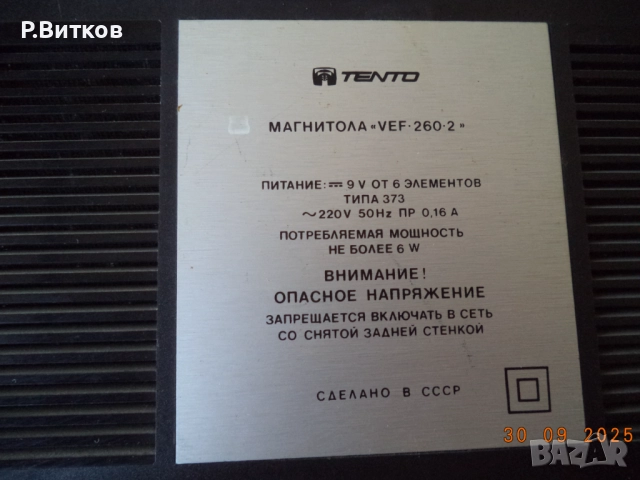 Р.Витков
TENTO
МАГНИТОЛА "VEF·260·2"
ПИТАНИЕ: ⎓ 9 V ОТ 6 ЭЛЕМЕНТОВ
ТИПА 373
~220V 50Hz ПР 0,16 А
ПОТРЕБЛЯЕМАЯ МОЩНОСТЬ
НЕ БОЛЕЕ 6 W
ВНИМАНИЕ!
ОПАСНОЕ НАПРЯЖЕНИЕ
ЗАПРЕЩАЕТСЯ ВКЛЮЧАТЬ В СЕТЬ
СО СНЯТОЙ ЗАДНЕЙ СТЕНКОЙ
СДЕЛАНО В СССР
30 09 2025
BAZAR